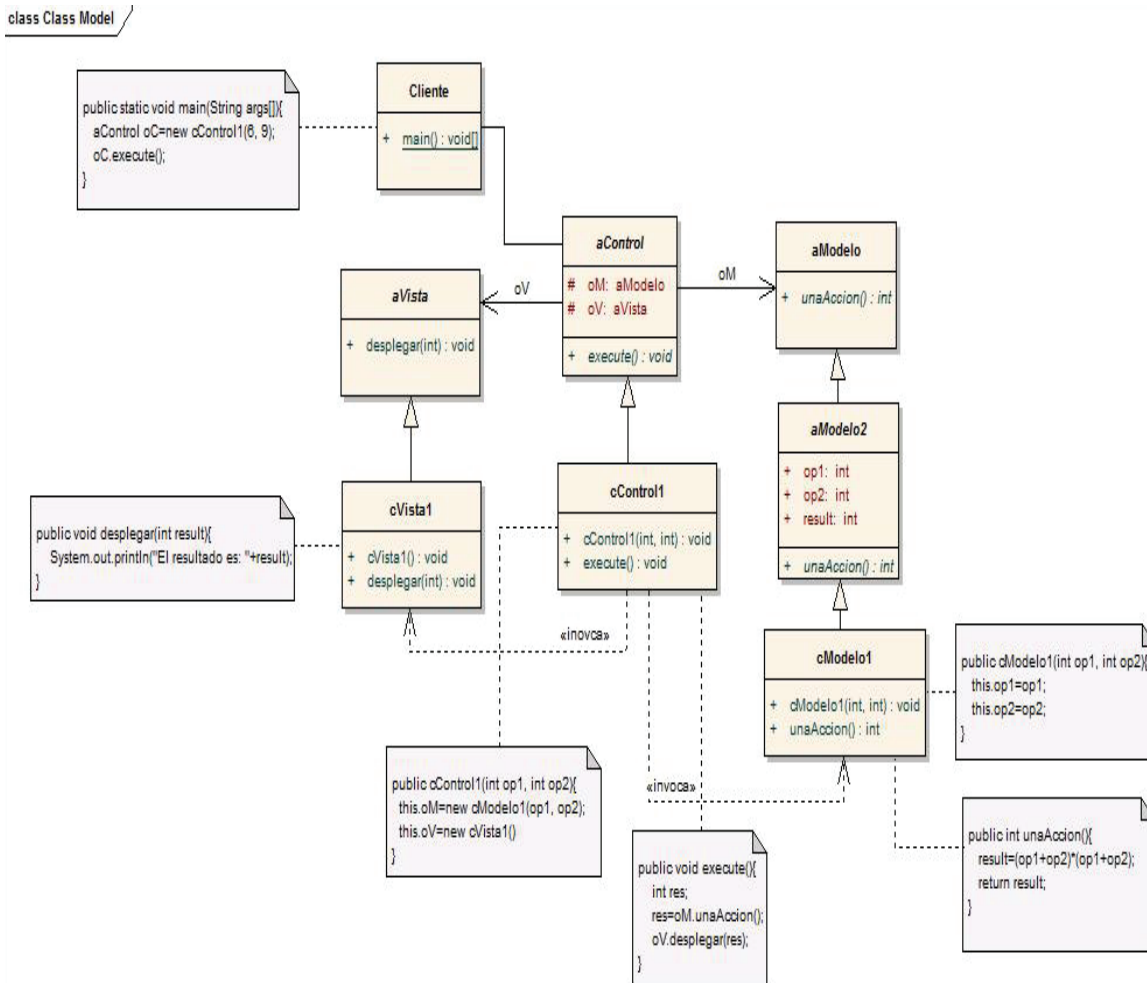 class Class Model
public static void main(String args[]){
aControl oC=new cControl1(6, 9);
oC.execute();
}
Cliente
+ main() : void[]
aControl
# oM: aModelo
# oV: aVista
+ execute() : void
oV
oM
aVista
+ desplegar(int) : void
aModelo
+ unaAccion() : int
aModelo2
+ op1: int
+ op2: int
+ result: int
+ unaAccion() : int
public void desplegar(int result){
System.out.println("El resultado es: "+result);
}
cVista1
+ cVista1() : void
+ desplegar(int) : void
cControl1
+ cControl1(int, int) : void
+ execute() : void
«inovca»
cModelo1
+ cModelo1(int, int) : void
+ unaAccion() : int
public cModelo1(int op1, int op2){
this.op1=op1;
this.op2=op2;
}
«invoca»
public cControl1(int op1, int op2){
this.oM=new cModelo1(op1, op2);
this.oV=new cVista1()
}
public void execute(){
int res;
res=oM.unaAccion();
oV.desplegar(res);
}
public int unaAccion(){
result=(op1+op2)*(op1+op2);
return result;
}